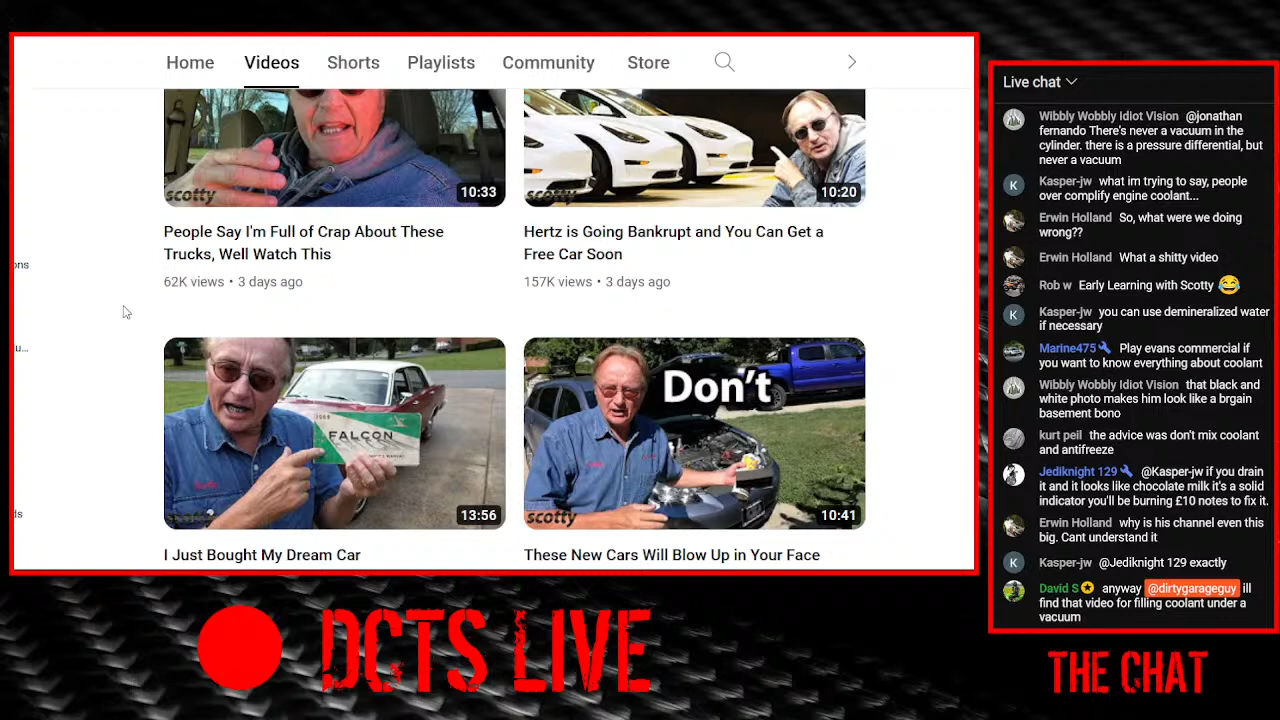 Home Videos Shorts Playlists Community Store
scotty 10:33
scotty 10:20
People Say I'm Full of Crap About These
Trucks, Well Watch This
62K views • 3 days ago
Hertz is Going Bankrupt and You Can Get a
Free Car Soon
157K views • 3 days ago
ons
u...
ds
FALCON
scotty 13:56
Don't
scotty 10:41
I Just Bought My Dream Car
These New Cars Will Blow Up in Your Face
DCTS LIVE
Live chat
Wibbly Wobbly Idiot Vision @jonathan
fernando There's never a vacuum in the
cylinder. there is a pressure differential, but
never a vacuum
K Kasper-jw what im trying to say, people
over complify engine coolant...
Erwin Holland So, what were we doing
wrong??
Erwin Holland What a shitty video
Rob w Early Learning with Scotty 😂
K Kasper-jw you can use demineralized water
if necessary
Marine475 Play evans commercial if
you want to know everything about coolant
Wibbly Wobbly Idiot Vision that black and
white photo makes him look like a brgain
basement bono
kurt peil the advice was don't mix coolant
and antifreeze
Jediknight 129 @Kasper-jw if you drain
it and it looks like chocolate milk it's a solid
indicator you'll be burning £10 notes to fix it.
Erwin Holland why is his channel even this
big. Cant understand it
K Kasper-jw @Jediknight 129 exactly
David S anyway @dirtygarageguy ill
find that video for filling coolant under a
vacuum
THE CHAT